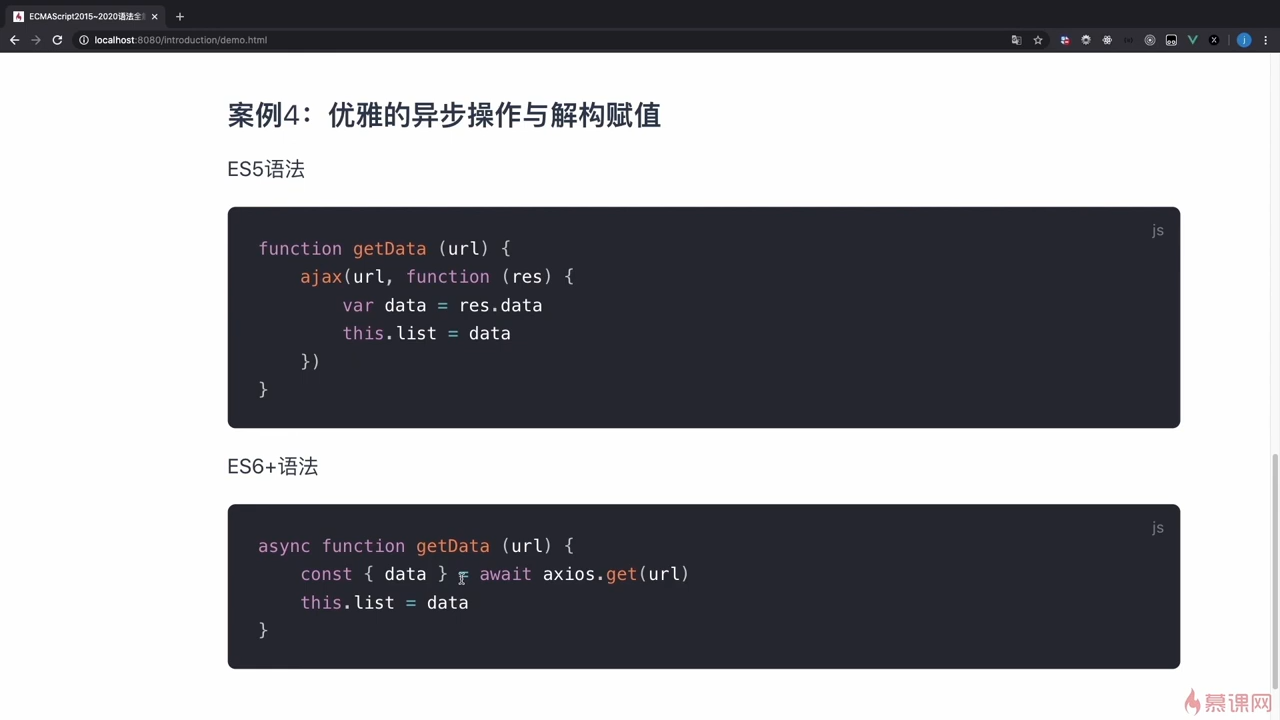 ECMAScript2015~2020语法全
localhost:8080/introduction/demo.html
案例4：优雅的异步操作与解构赋值
ES5语法
js
function getData (url) {
    ajax(url, function (res) {
        var data = res.data
        this.list = data
    })
}
ES6+语法
js
async function getData (url) {
    const { data } = await axios.get(url)
    this.list = data
}
慕课网